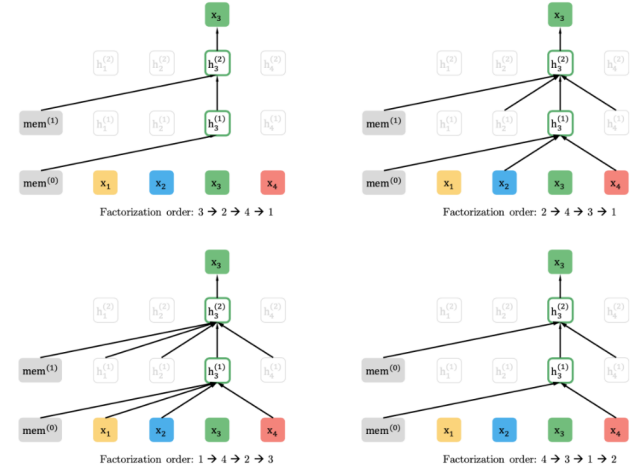 x₃ x₃
h₁⁽²⁾ h₂⁽²⁾ h₃⁽²⁾ h₄⁽²⁾ h₁⁽²⁾ h₂⁽²⁾ h₃⁽²⁾ h₄⁽²⁾
mem⁽¹⁾ h₁⁽¹⁾ h₂⁽¹⁾ h₃⁽¹⁾ h₄⁽¹⁾ mem⁽¹⁾ h₁⁽¹⁾ h₂⁽¹⁾ h₃⁽¹⁾ h₄⁽¹⁾
mem⁽⁰⁾ x₁ x₂ x₃ x₄ mem⁽⁰⁾ x₁ x₂ x₃ x₄
Factorization order: 3 → 2 → 4 → 1 Factorization order: 2 → 4 → 3 → 1
x₃ x₃
h₁⁽²⁾ h₂⁽²⁾ h₃⁽²⁾ h₄⁽²⁾ h₁⁽²⁾ h₂⁽²⁾ h₃⁽²⁾ h₄⁽²⁾
mem⁽¹⁾ h₁⁽¹⁾ h₂⁽¹⁾ h₃⁽¹⁾ h₄⁽¹⁾ mem⁽⁰⁾ h₁⁽¹⁾ h₂⁽¹⁾ h₃⁽¹⁾ h₄⁽¹⁾
mem⁽⁰⁾ x₁ x₂ x₃ x₄ mem⁽⁰⁾ x₁ x₂ x₃ x₄
Factorization order: 1 → 4 → 2 → 3 Factorization order: 4 → 3 → 1 → 2